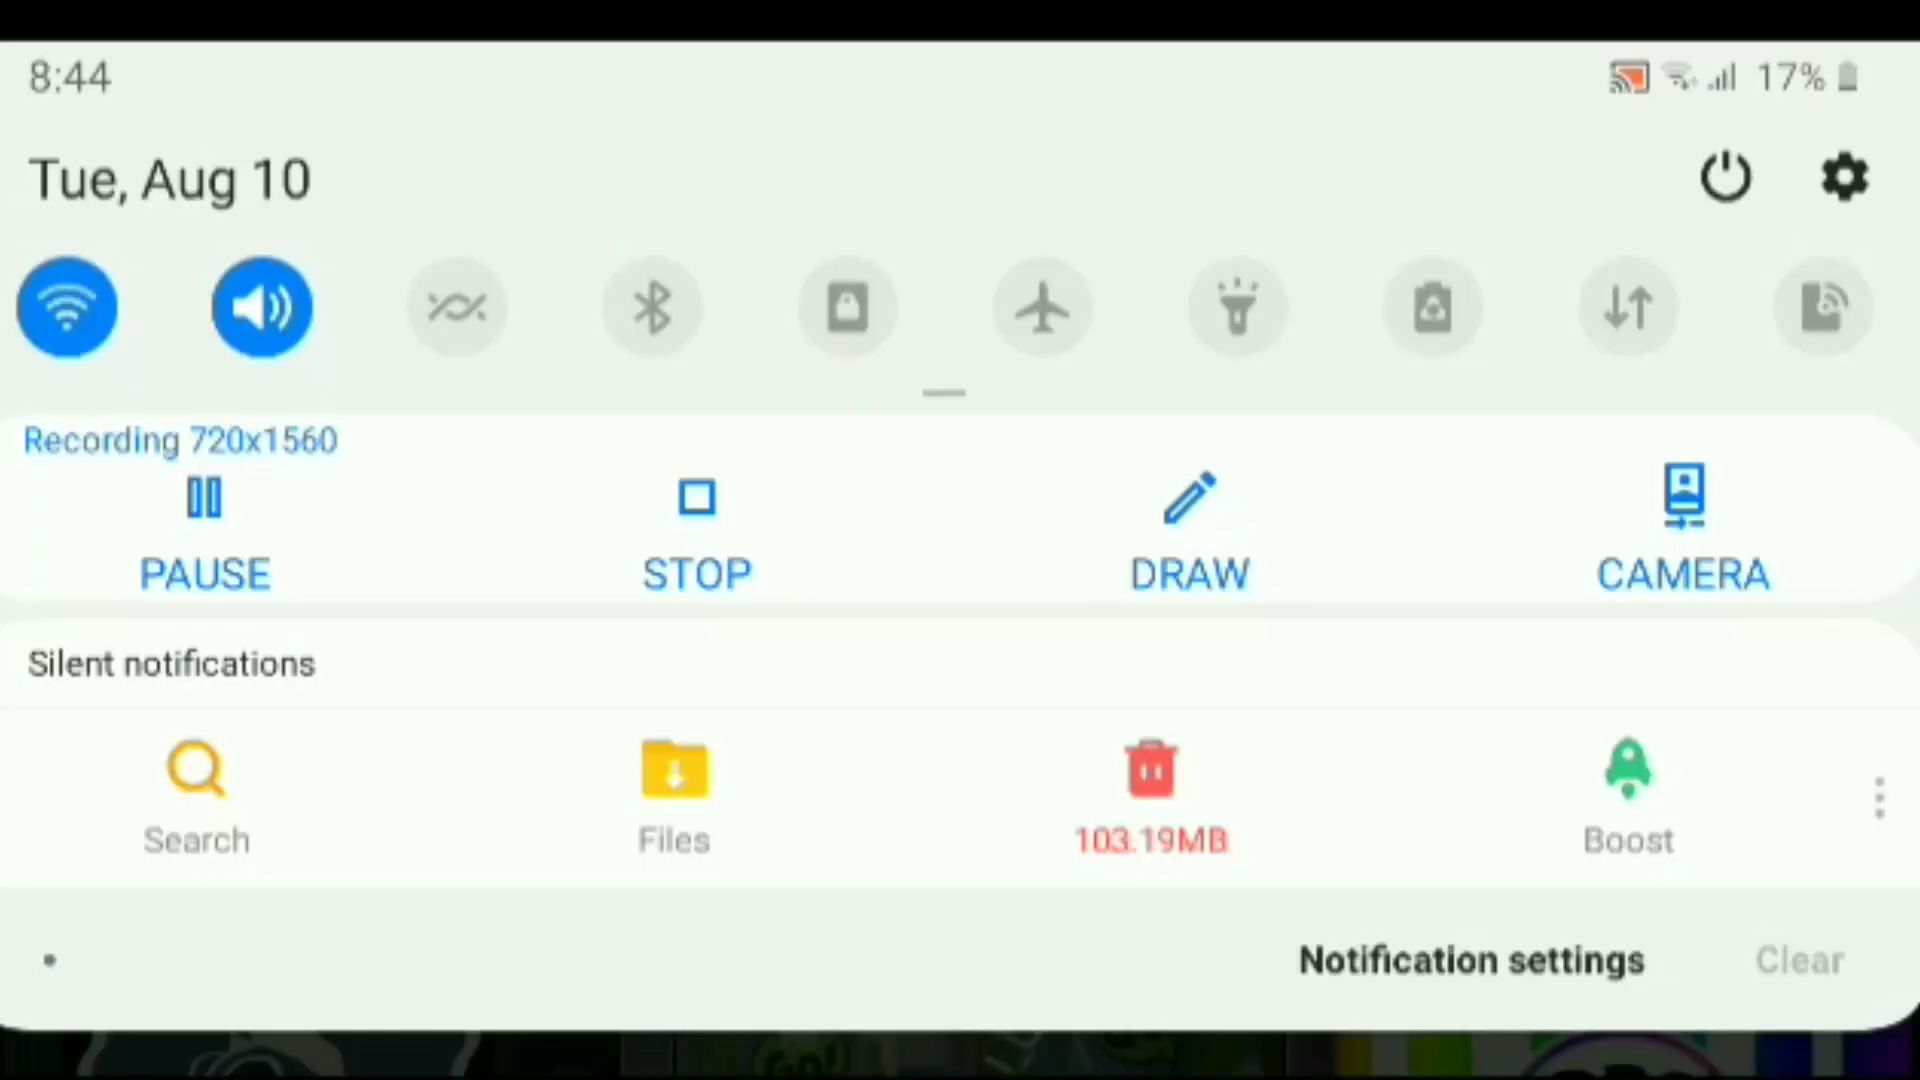 8:44
17%
Tue, Aug 10
Recording 720x1560
PAUSE STOP DRAW CAMERA
Silent notifications
Search Files 103.19MB Boost
Notification settings Clear
GO!